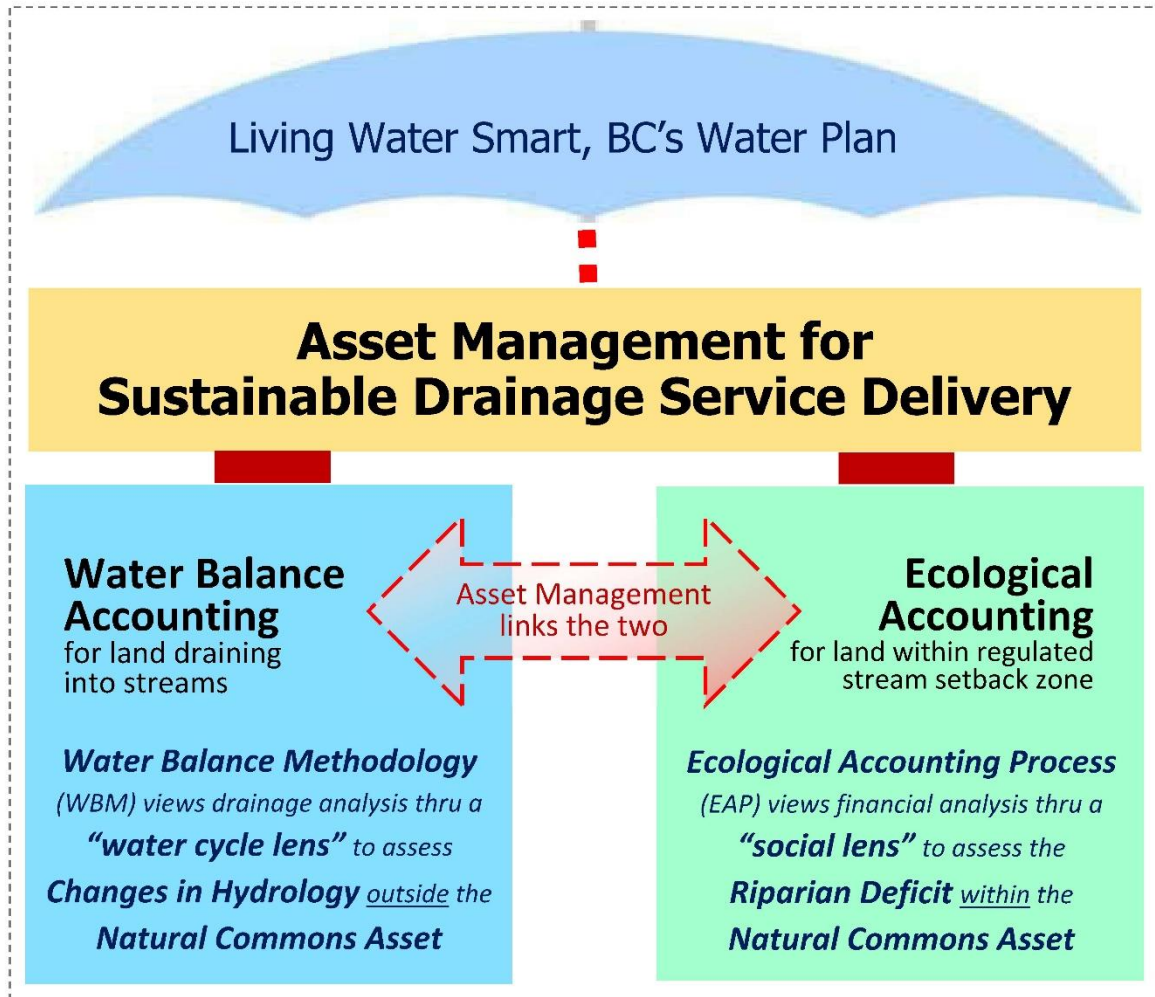 Living Water Smart, BC's Water Plan
Asset Management for
Sustainable Drainage Service Delivery
Water Balance
Accounting
for land draining
into streams
Asset Management
links the two
Ecological
Accounting
for land within regulated
stream setback zone
Water Balance Methodology
(WBM) views drainage analysis thru a
“water cycle lens” to assess
Changes in Hydrology outside the
Natural Commons Asset
Ecological Accounting Process
(EAP) views financial analysis thru a
“social lens” to assess the
Riparian Deficit within the
Natural Commons Asset